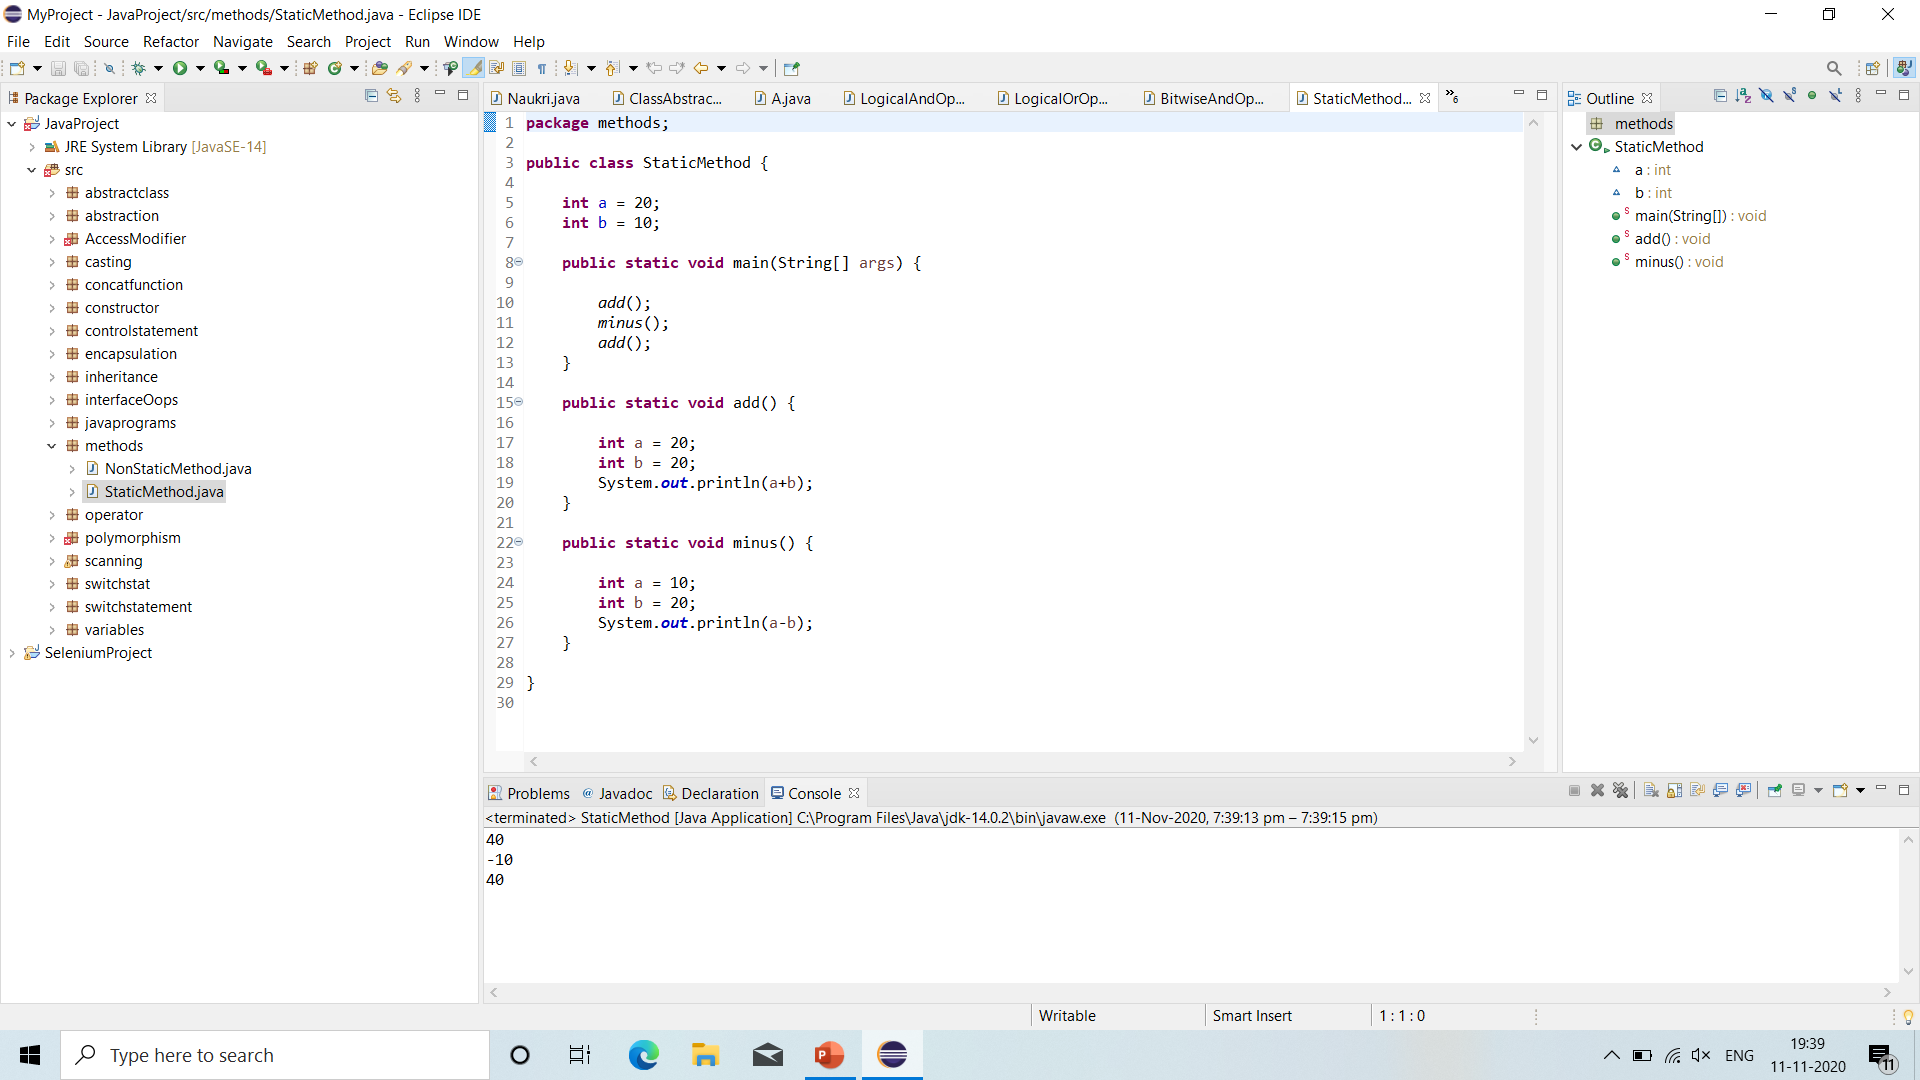 MyProject - JavaProject/src/methods/StaticMethod.java - Eclipse IDE
File Edit Source Refactor Navigate Search Project Run Window Help
Package Explorer
JavaProject
JRE System Library [JavaSE-14]
src
abstractclass
abstraction
AccessModifier
casting
concatfunction
constructor
controlstatement
encapsulation
inheritance
interfaceOops
javaprograms
methods
NonStaticMethod.java
StaticMethod.java
operator
polymorphism
scanning
switchstat
switchstatement
variables
SeleniumProject
Naukri.java ClassAbstrac... A.java LogicalAndOp... LogicalOrOp... BitwiseAndOp... StaticMethod... »6
1 package methods;
2
3 public class StaticMethod {
4
5 int a = 20;
6 int b = 10;
7
8 public static void main(String[] args) {
9
10 add();
11 minus();
12 add();
13 }
14
15 public static void add() {
16
17 int a = 20;
18 int b = 20;
19 System.out.println(a+b);
20 }
21
22 public static void minus() {
23
24 int a = 10;
25 int b = 20;
26 System.out.println(a-b);
27 }
28
29 }
30
Outline
methods
StaticMethod
a : int
b : int
main(String[]) : void
add() : void
minus() : void
Problems Javadoc Declaration Console
<terminated> StaticMethod [Java Application] C:\Program Files\Java\jdk-14.0.2\bin\javaw.exe (11-Nov-2020, 7:39:13 pm – 7:39:15 pm)
40
-10
40
Writable Smart Insert 1 : 1 : 0
Type here to search
ENG
19:39
11-11-2020
11